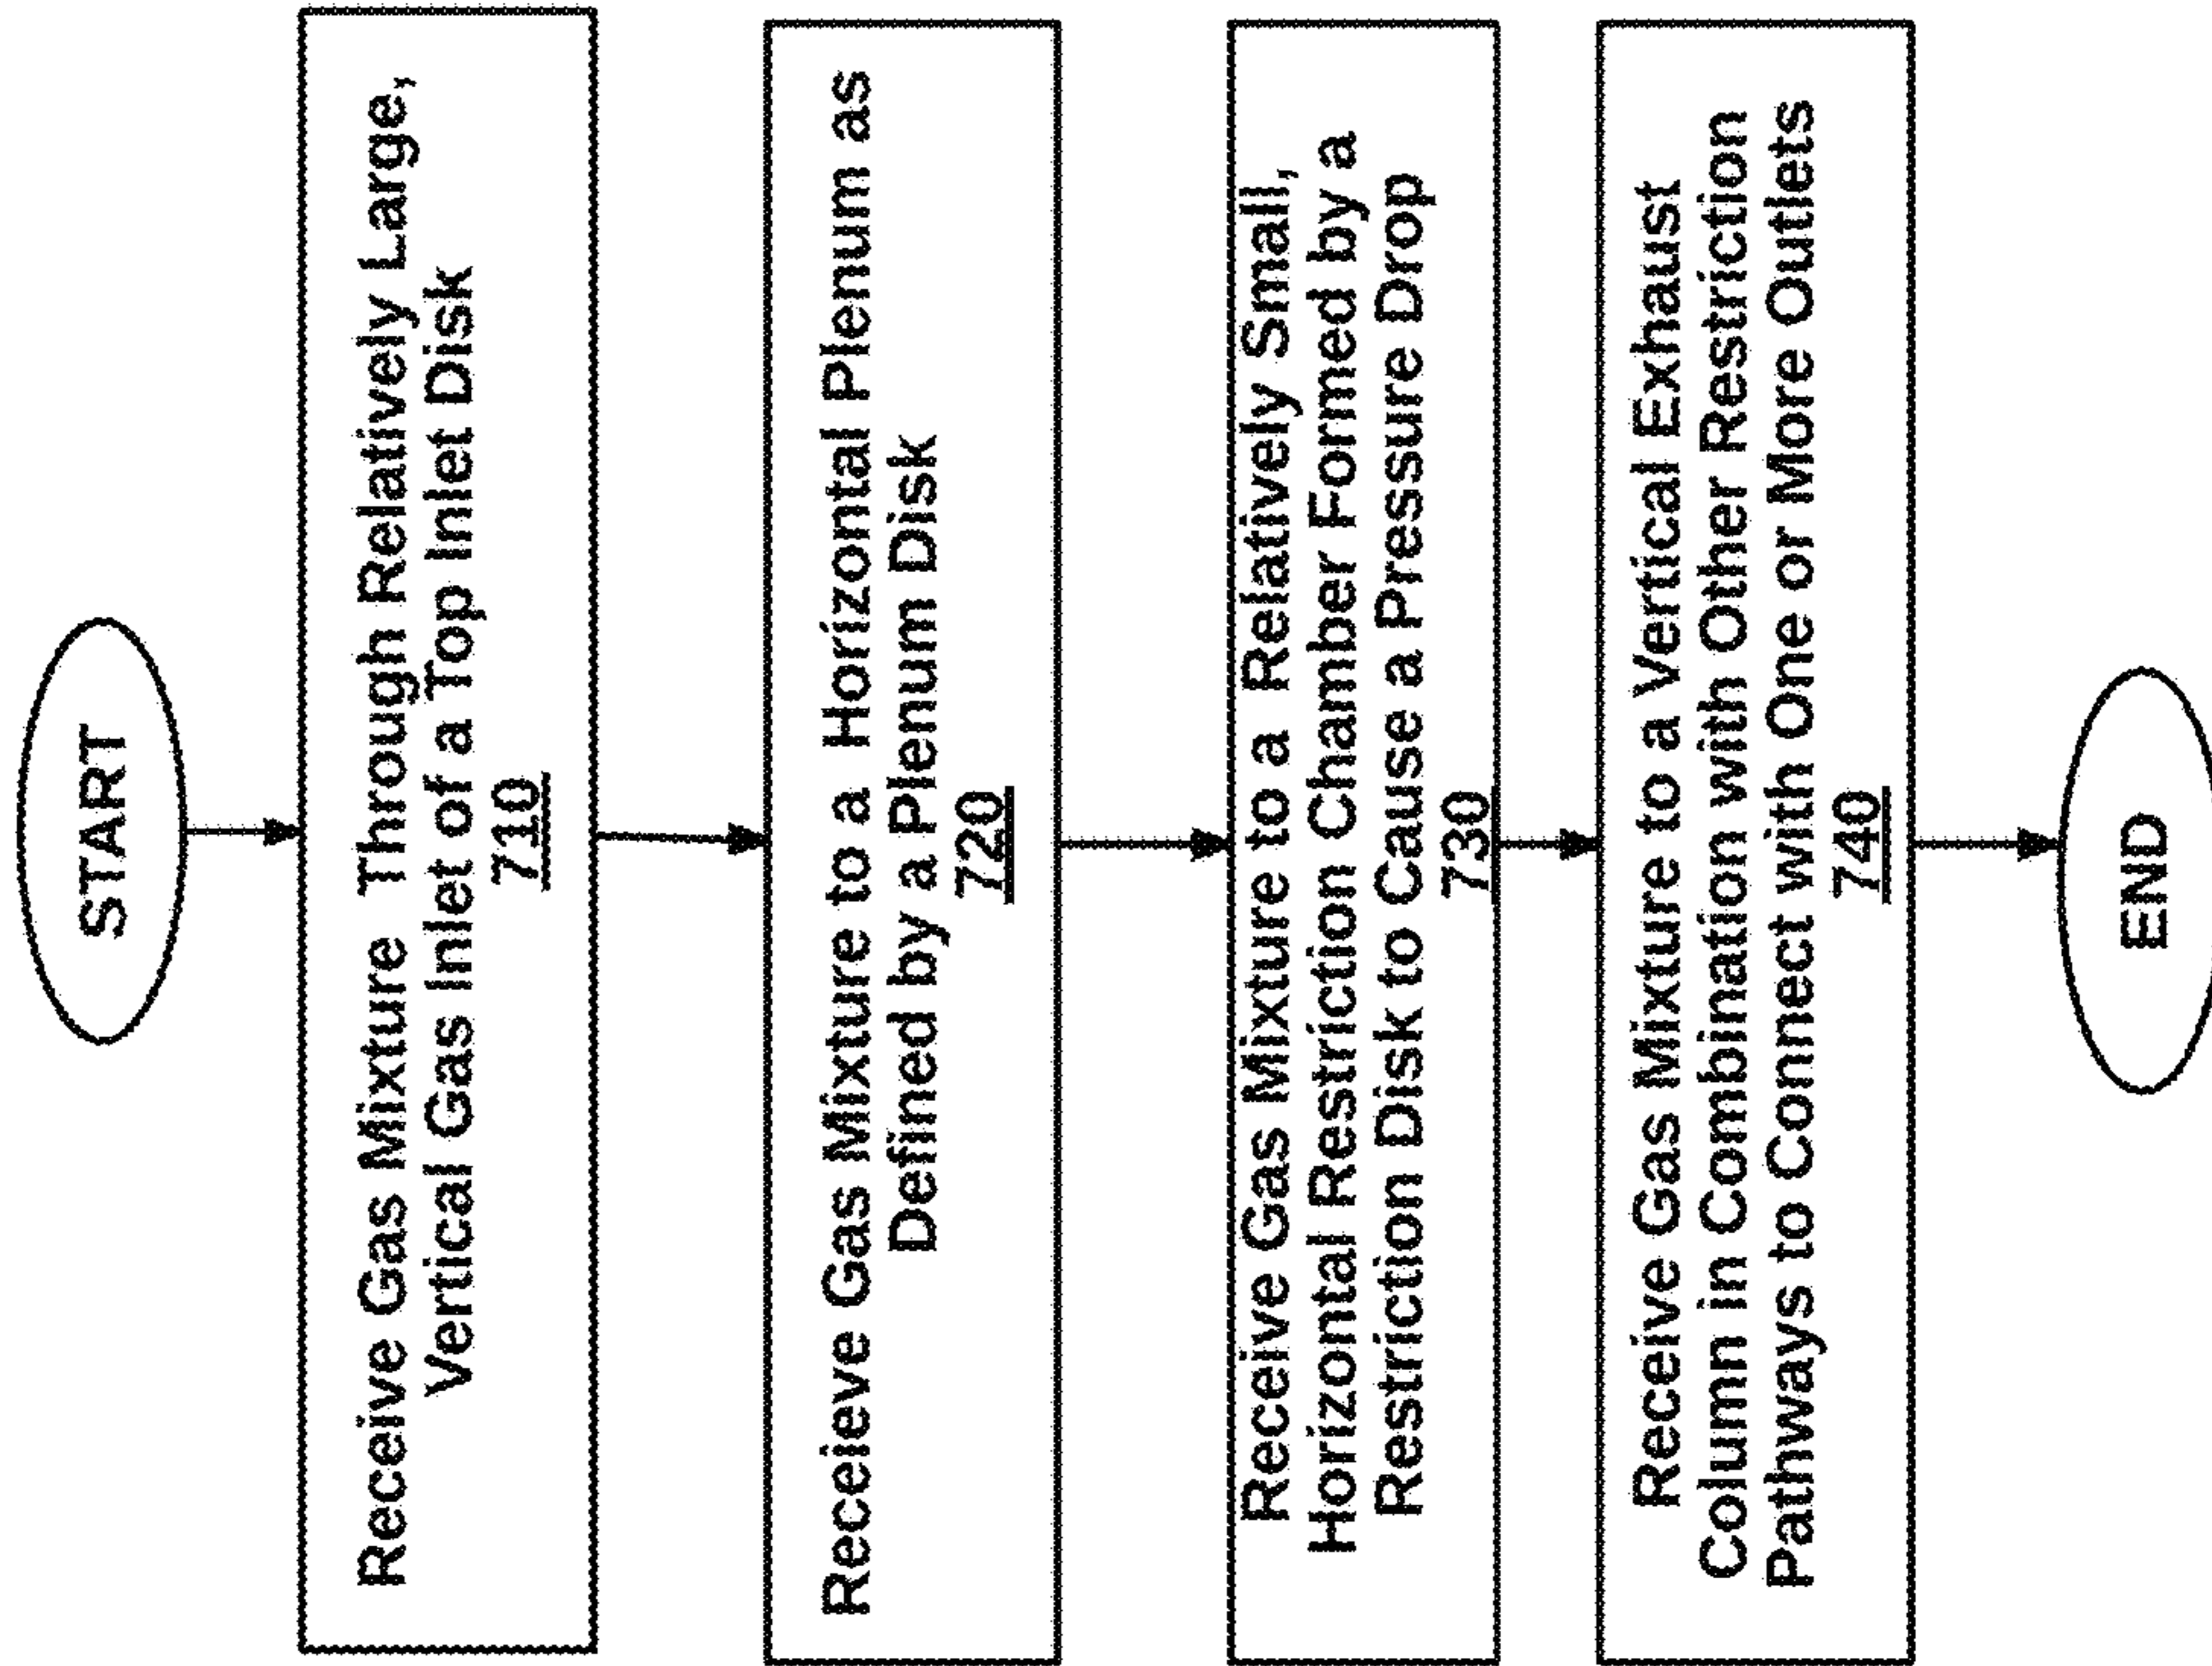 START
Receive Gas Mixture Through Relatively Large,
Vertical Gas Inlet of a Top Inlet Disk
710
Receieve Gas Mixture to a Horizontal Plenum as
Defined by a Plenum Disk
720
Receive Gas Mixture to a Relatively Small,
Horizontal Restriction Chamber Formed by a
Restriction Disk to Cause a Pressure Drop
730
Receive Gas Mixture to a Vertical Exhaust
Column in Combination with Other Restriction
Pathways to Connect with One or More Outlets
740
END